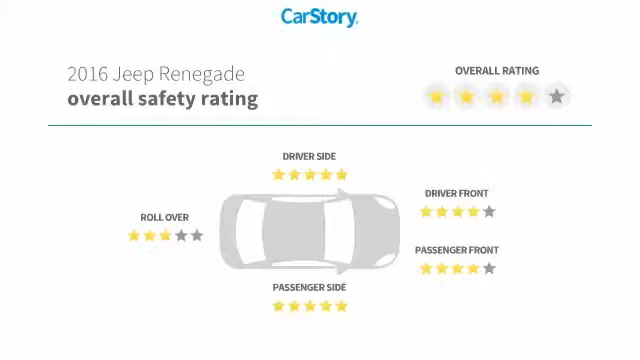 CarStory
2016 Jeep Renegade
overall safety rating
OVERALL RATING
DRIVER SIDE
DRIVER FRONT
ROLL OVER
PASSENGER FRONT
PASSENGER SIDE